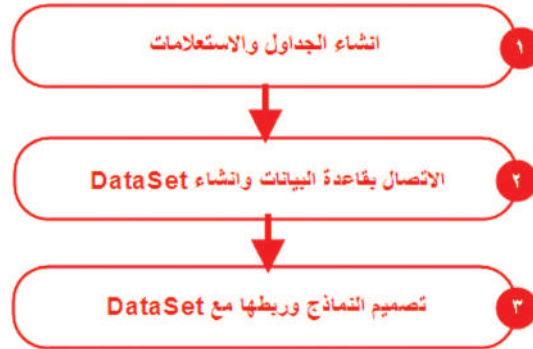 ١ انشاء الجداول والاستعلامات
٢ الاتصال بقاعدة البيانات وانشاء DataSet
٣ تصميم النماذج وربطها مع DataSet